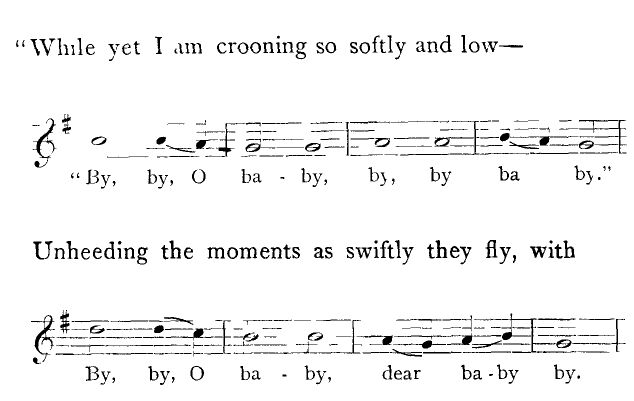 “While yet I am crooning so softly and low—
“By, by, O ba - by, by, by ba by.”
Unheeding the moments as swiftly they fly, with
By, by, O ba - by, dear ba - by by.